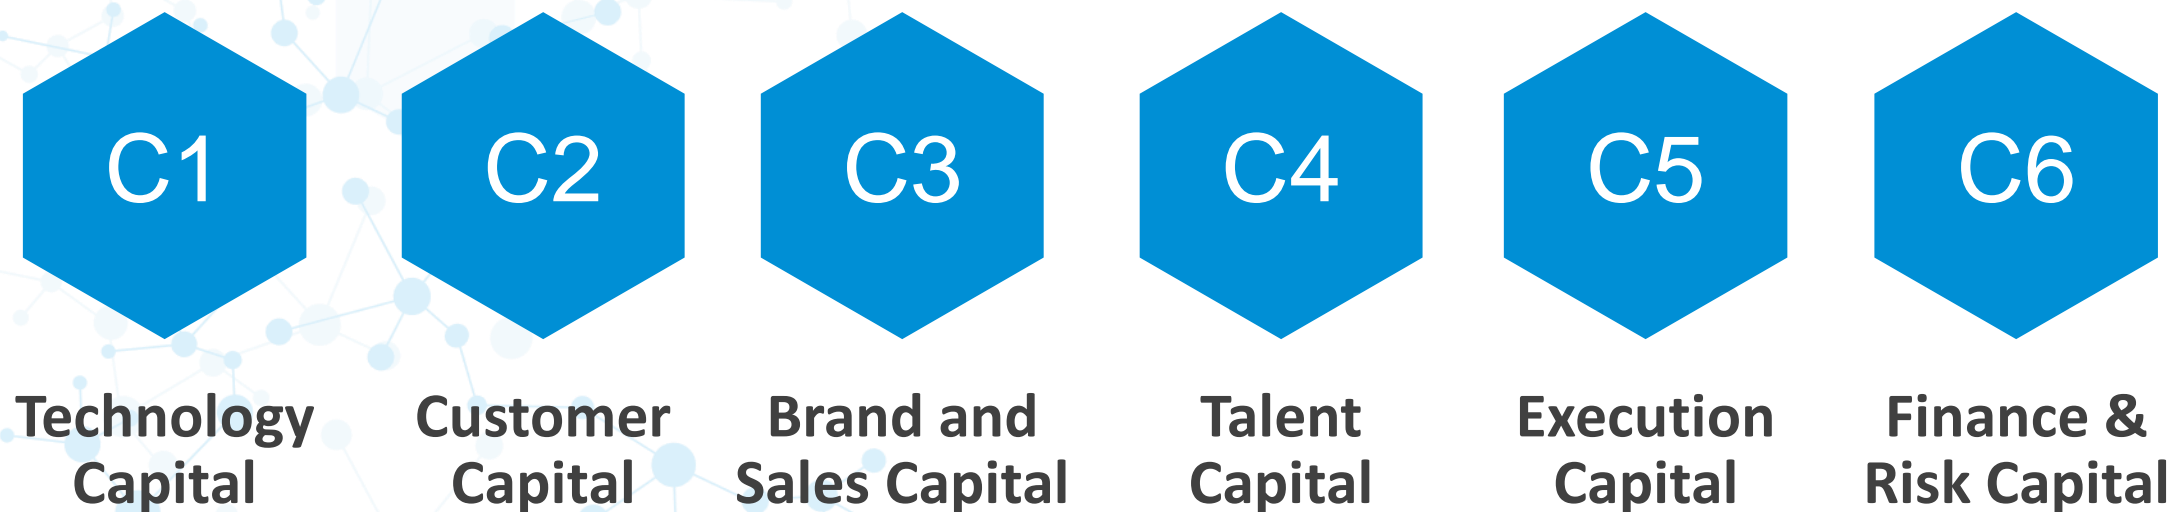 C1 C2 C3 C4 C5 C6
Technology Capital
Customer Capital
Brand and Sales Capital
Talent Capital
Execution Capital
Finance & Risk Capital